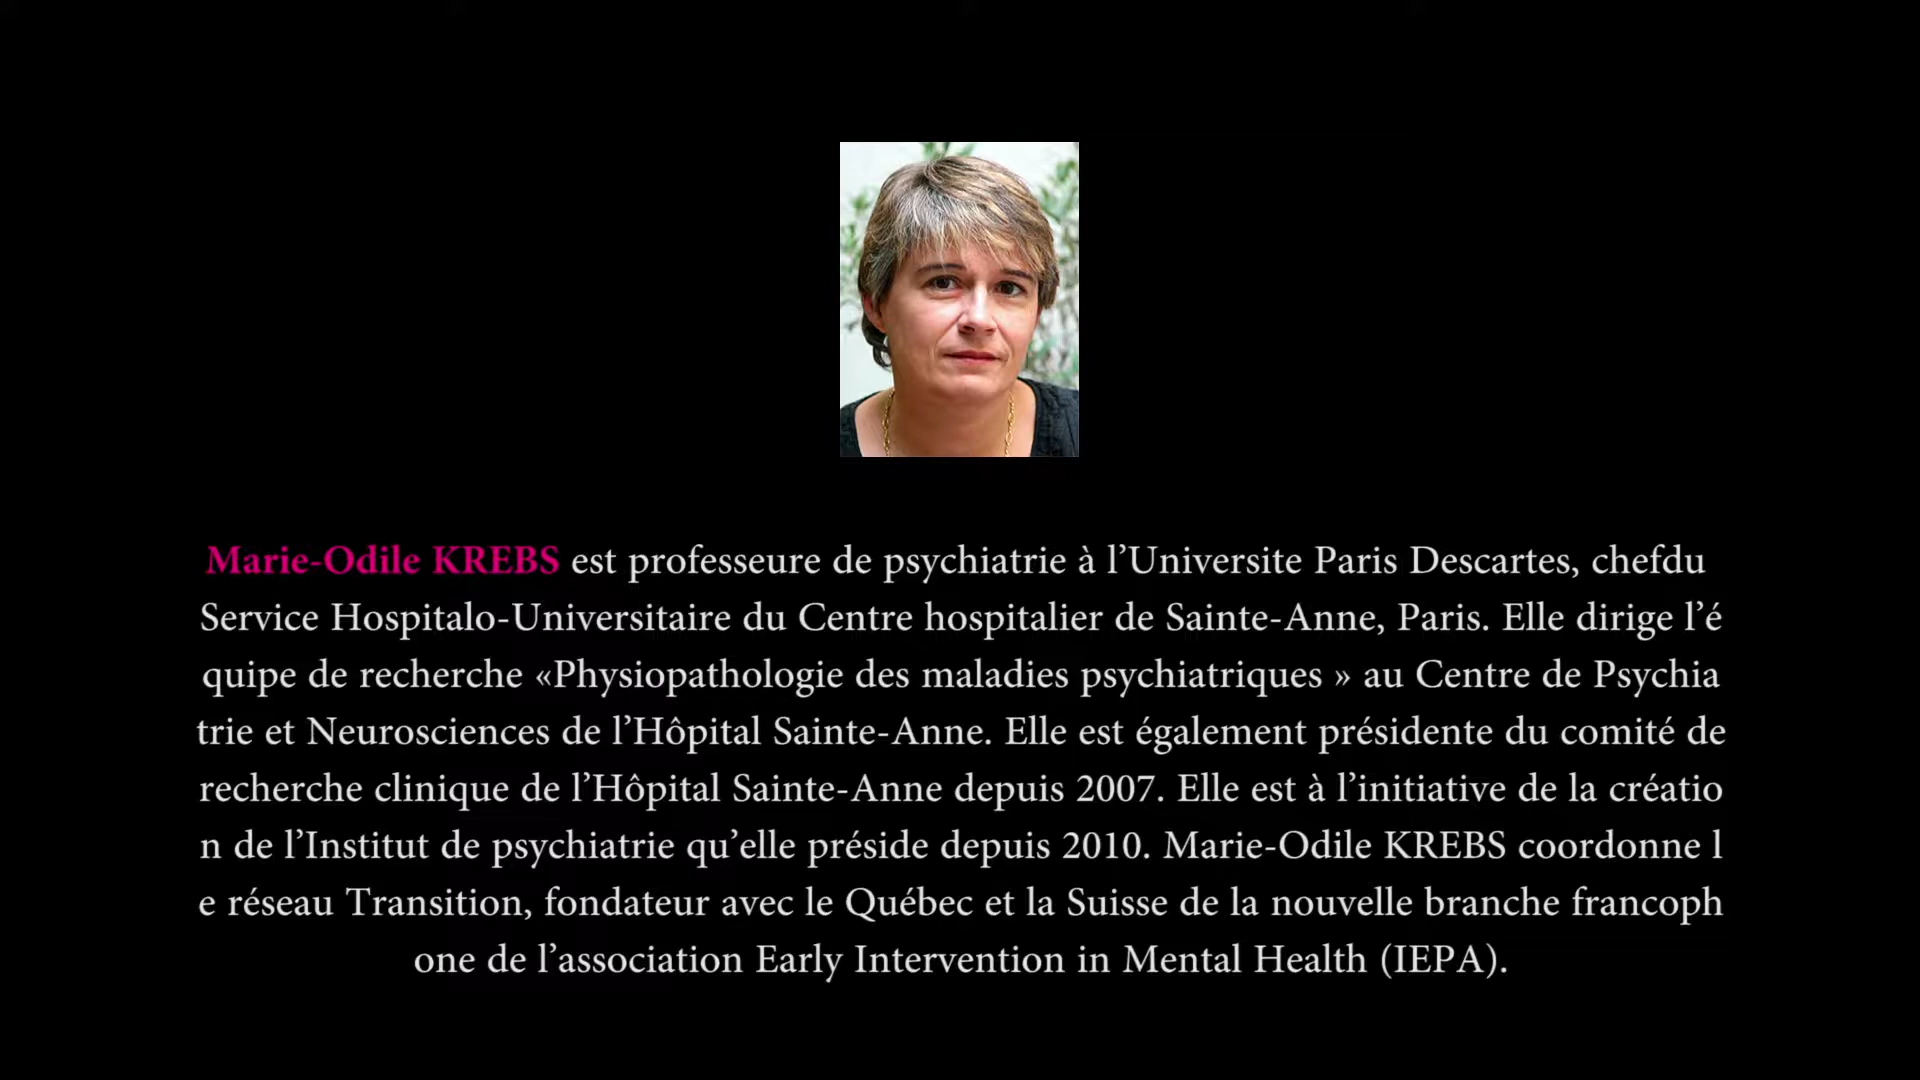 Marie-Odile KREBS est professeure de psychiatrie à l’Universite Paris Descartes, chefdu
Service Hospitalo-Universitaire du Centre hospitalier de Sainte-Anne, Paris. Elle dirige l’é
quipe de recherche «Physiopathologie des maladies psychiatriques » au Centre de Psychia
trie et Neurosciences de l’Hôpital Sainte-Anne. Elle est également présidente du comité de
recherche clinique de l’Hôpital Sainte-Anne depuis 2007. Elle est à l’initiative de la créatio
n de l’Institut de psychiatrie qu’elle préside depuis 2010. Marie-Odile KREBS coordonne l
e réseau Transition, fondateur avec le Québec et la Suisse de la nouvelle branche francoph
one de l’association Early Intervention in Mental Health (IEPA).